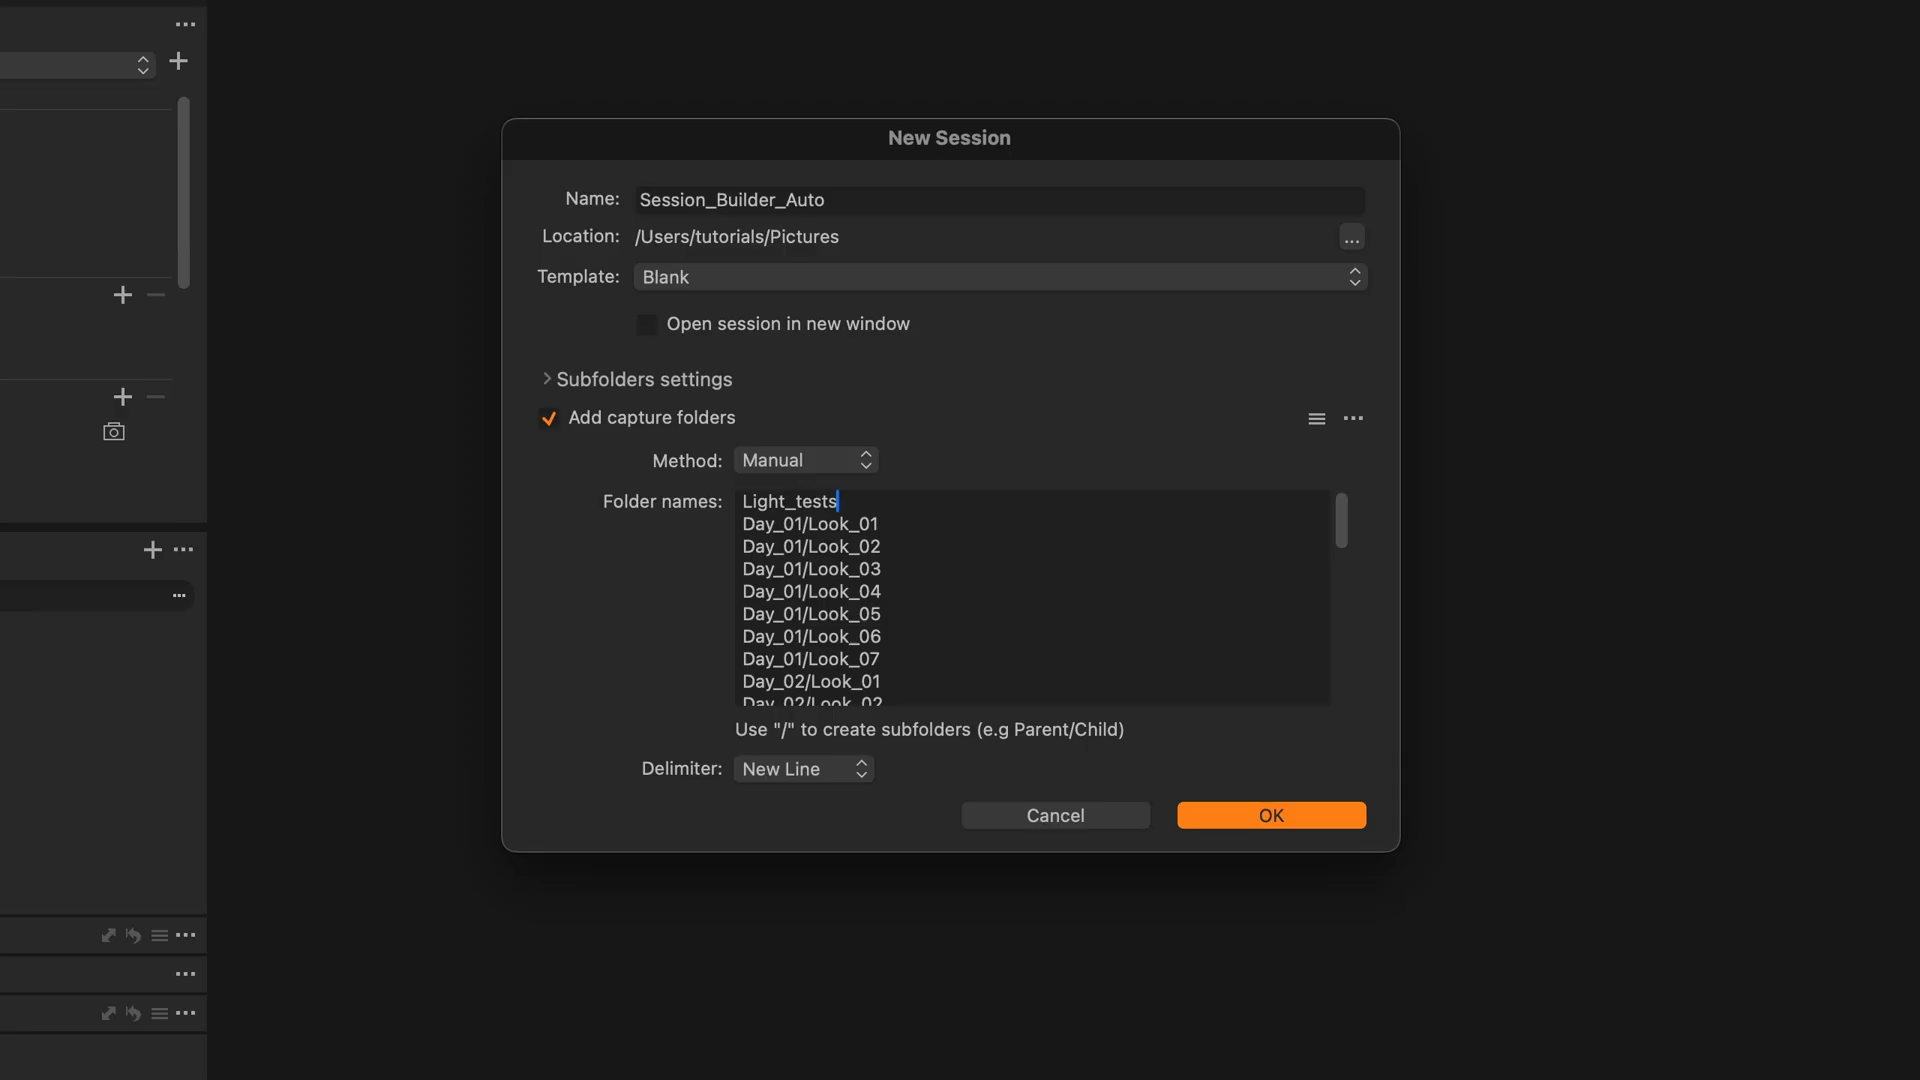 New Session
Name: Session_Builder_Auto
Location: /Users/tutorials/Pictures ...
Template: Blank
Open session in new window
Subfolders settings
Add capture folders
Method: Manual
Folder names: Light_tests
Day_01/Look_01
Day_01/Look_02
Day_01/Look_03
Day_01/Look_04
Day_01/Look_05
Day_01/Look_06
Day_01/Look_07
Day_02/Look_01
Day_02/Look_02
Use "/" to create subfolders (e.g Parent/Child)
Delimiter: New Line
Cancel OK